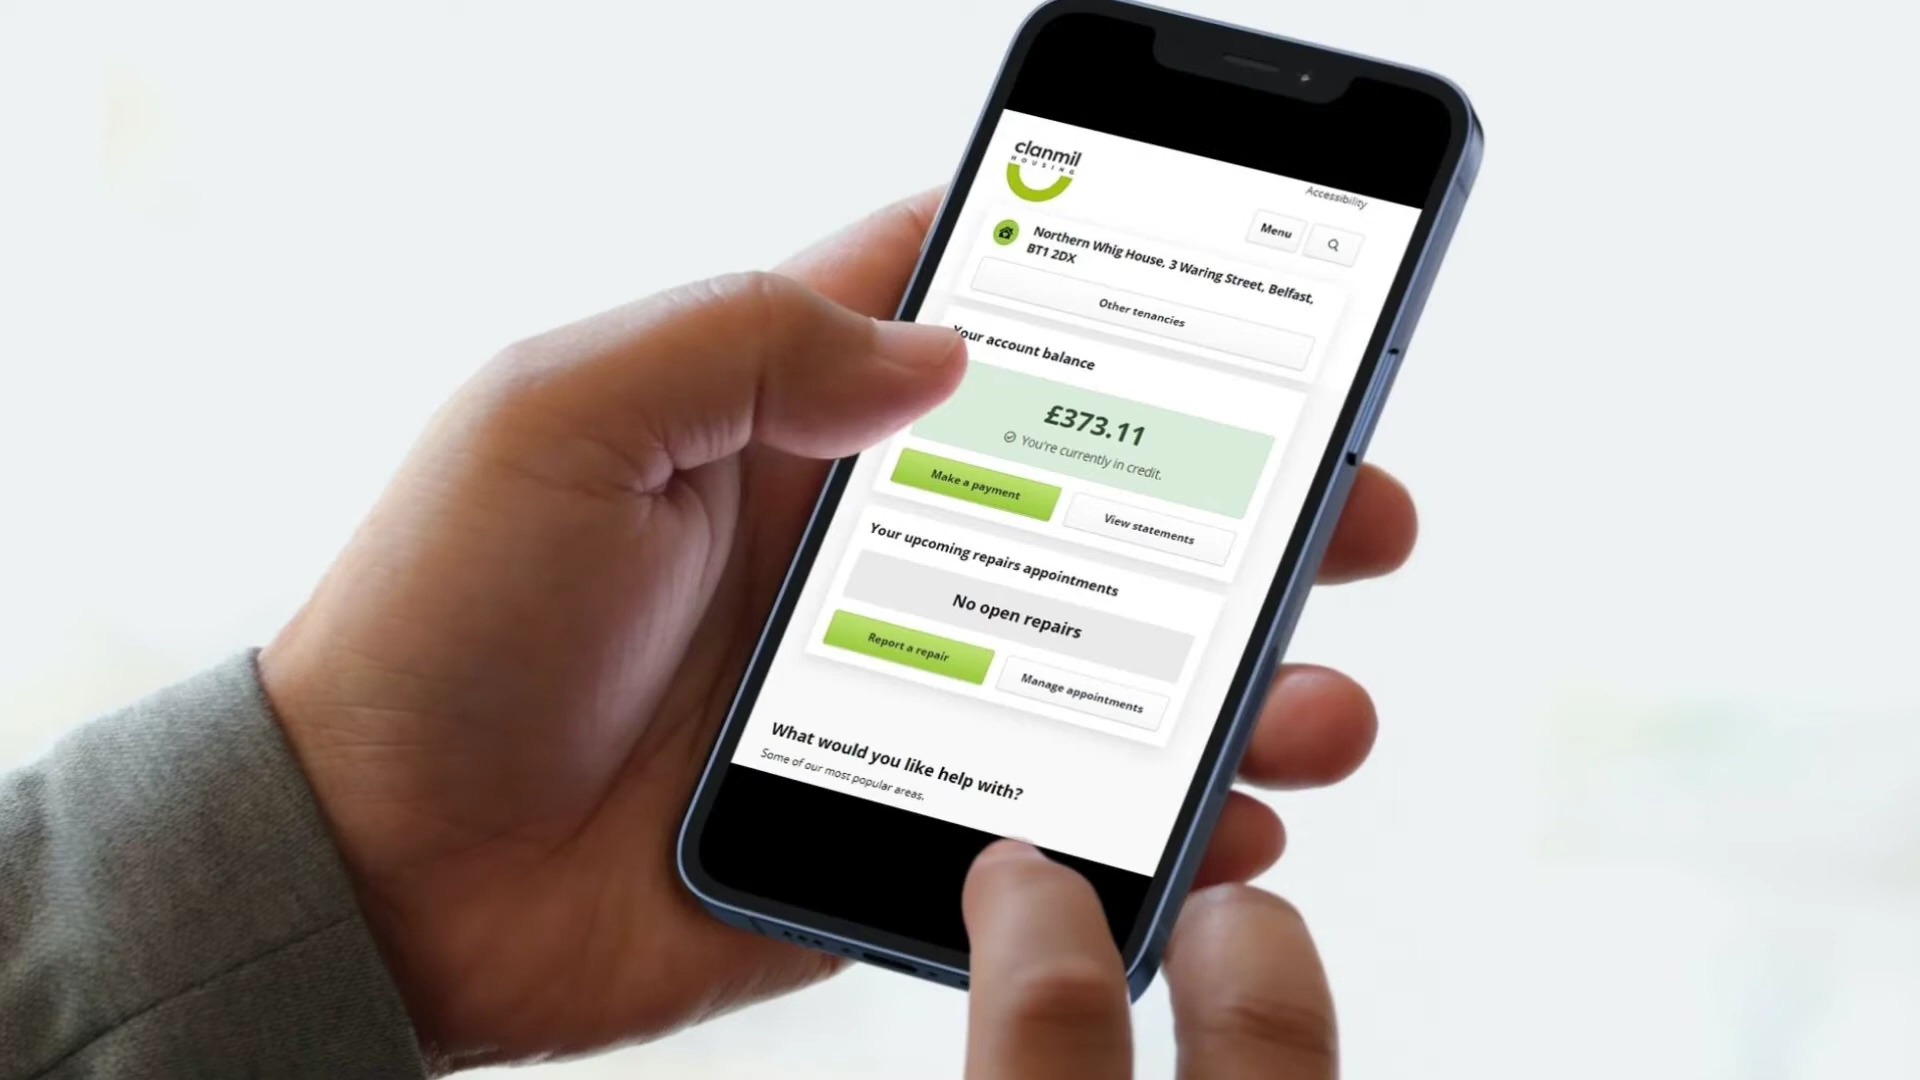 clanmil
HOUSING
Accessibility
Menu
Northern Whig House, 3 Waring Street, Belfast,
BT1 2DX
Other tenancies
Your account balance
£373.11
You're currently in credit.
Make a payment
View statements
Your upcoming repairs appointments
No open repairs
Report a repair
Manage appointments
What would you like help with?
Some of our most popular areas.